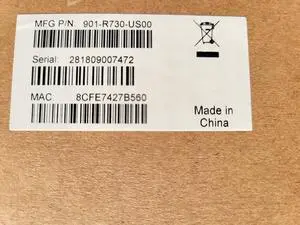 MFG P/N: 901-R730-US00
Serial: 281809007472
MAC: 8CFE7427B560
Made in
China